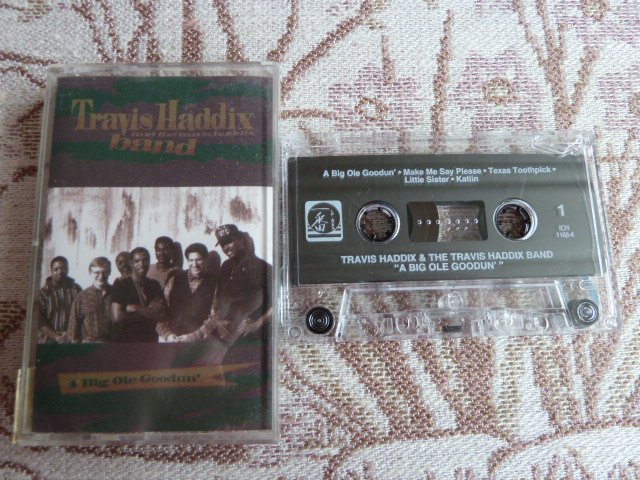 Travis Haddix
and the travis haddix
band
A Big Ole Goodun'
A Big Ole Goodun' • Make Me Say Please • Texas Toothpick •
Little Sister • Katlin
1
ICH
1166-4
TRAVIS HADDIX & THE TRAVIS HADDIX BAND
"A BIG OLE GOODUN' "